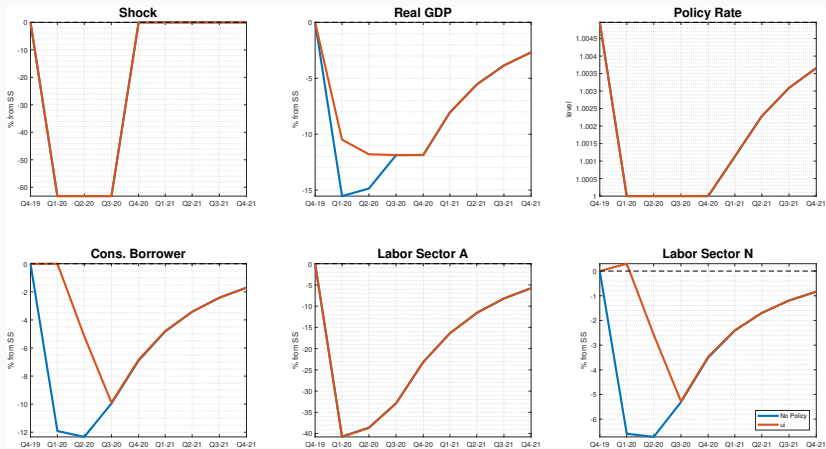 Shock
% from SS
0
-10
-20
-30
-40
-50
-60
Q4-19 Q1-20 Q2-20 Q3-20 Q4-20 Q1-21 Q2-21 Q3-21 Q4-21
Real GDP
% from SS
0
-5
-10
-15
Q4-19 Q1-20 Q2-20 Q3-20 Q4-20 Q1-21 Q2-21 Q3-21 Q4-21
Policy Rate
level
1.0045
1.004
1.0035
1.003
1.0025
1.002
1.0015
1.001
1.0005
1
Q4-19 Q1-20 Q2-20 Q3-20 Q4-20 Q1-21 Q2-21 Q3-21 Q4-21
Cons. Borrower
% from SS
0
-2
-4
-6
-8
-10
-12
Q4-19 Q1-20 Q2-20 Q3-20 Q4-20 Q1-21 Q2-21 Q3-21 Q4-21
Labor Sector A
% from SS
0
-5
-10
-15
-20
-25
-30
-35
-40
Q4-19 Q1-20 Q2-20 Q3-20 Q4-20 Q1-21 Q2-21 Q3-21 Q4-21
Labor Sector N
% from SS
0
-1
-2
-3
-4
-5
-6
No Policy
ui
Q4-19 Q1-20 Q2-20 Q3-20 Q4-20 Q1-21 Q2-21 Q3-21 Q4-21